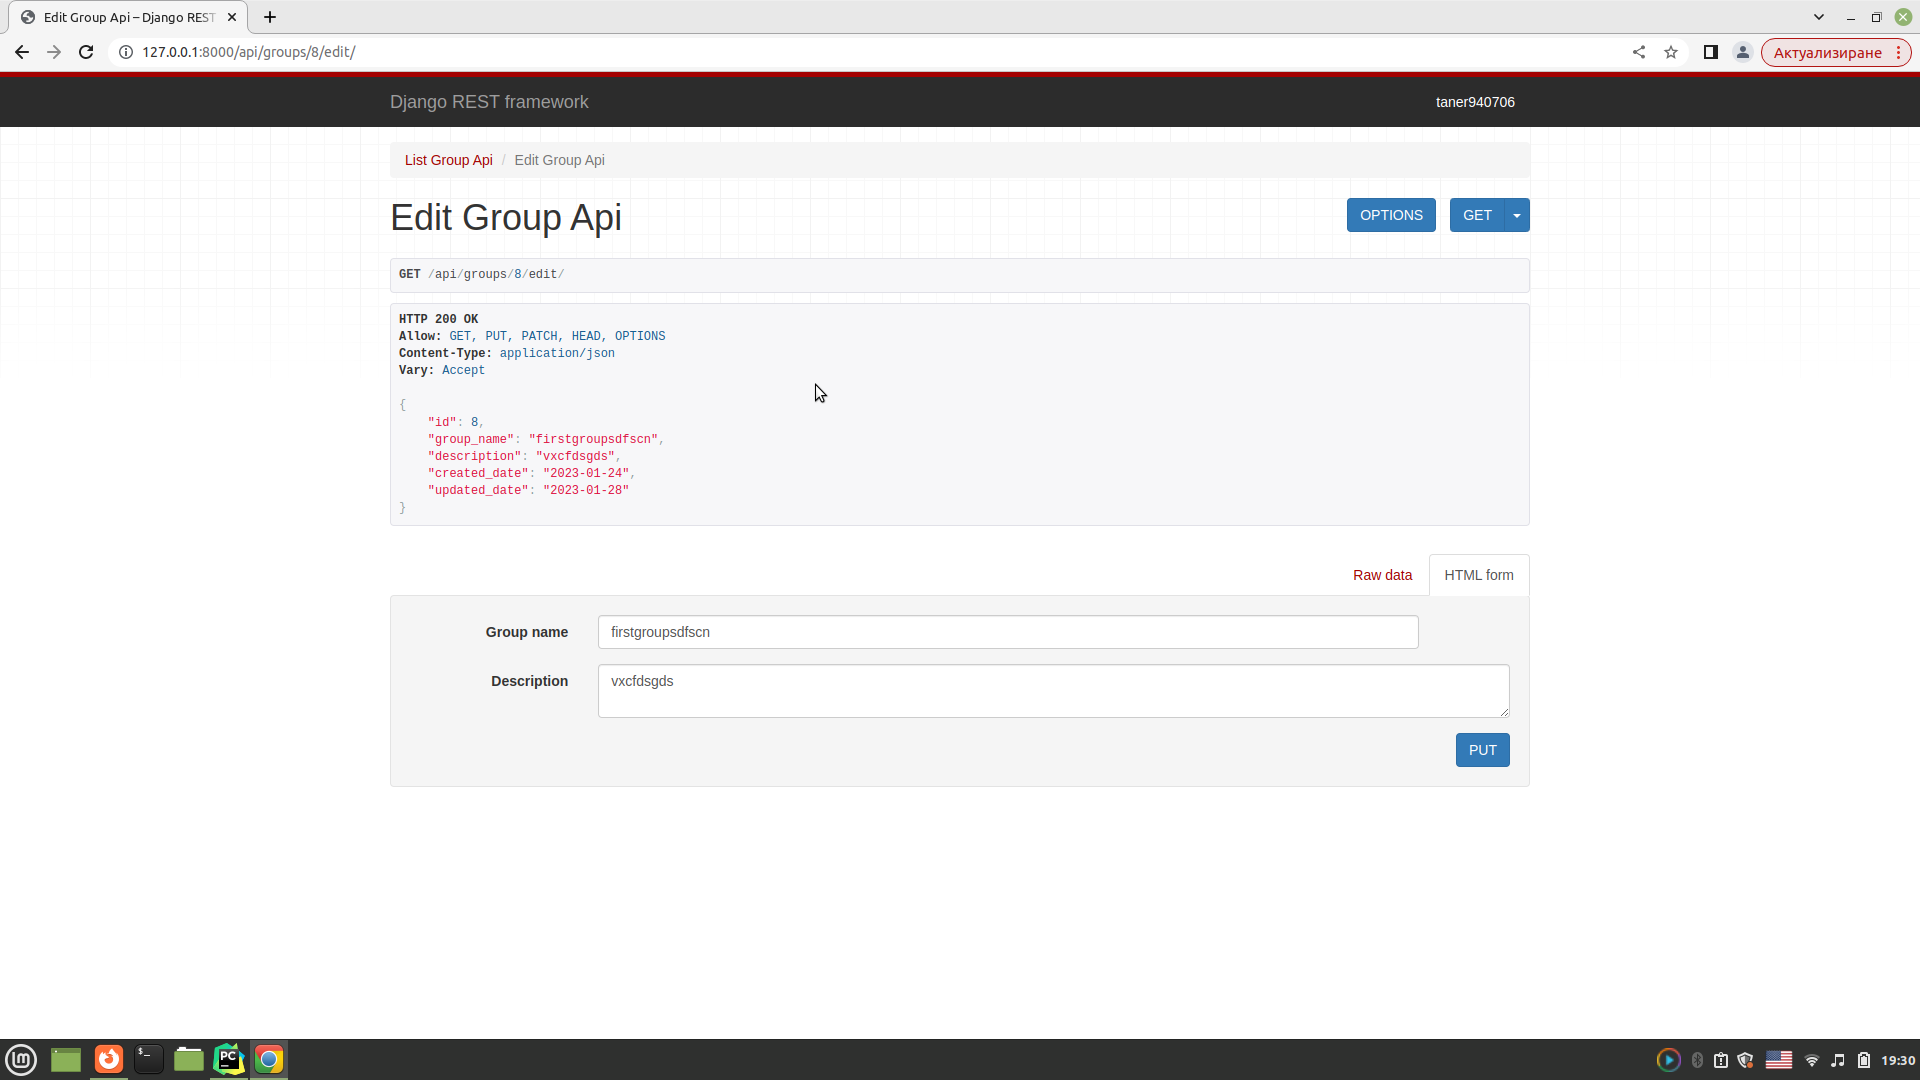 Edit Group Api – Django REST
127.0.0.1:8000/api/groups/8/edit/
Актуализиране
Django REST framework
taner940706
List Group Api / Edit Group Api
Edit Group Api
OPTIONS
GET
GET /api/groups/8/edit/
HTTP 200 OK
Allow: GET, PUT, PATCH, HEAD, OPTIONS
Content-Type: application/json
Vary: Accept
{
"id": 8,
"group_name": "firstgroupsdfscn",
"description": "vxcfdsgds",
"created_date": "2023-01-24",
"updated_date": "2023-01-28"
}
Raw data
HTML form
Group name
firstgroupsdfscn
Description
vxcfdsgds
PUT
$_
PC
19:30